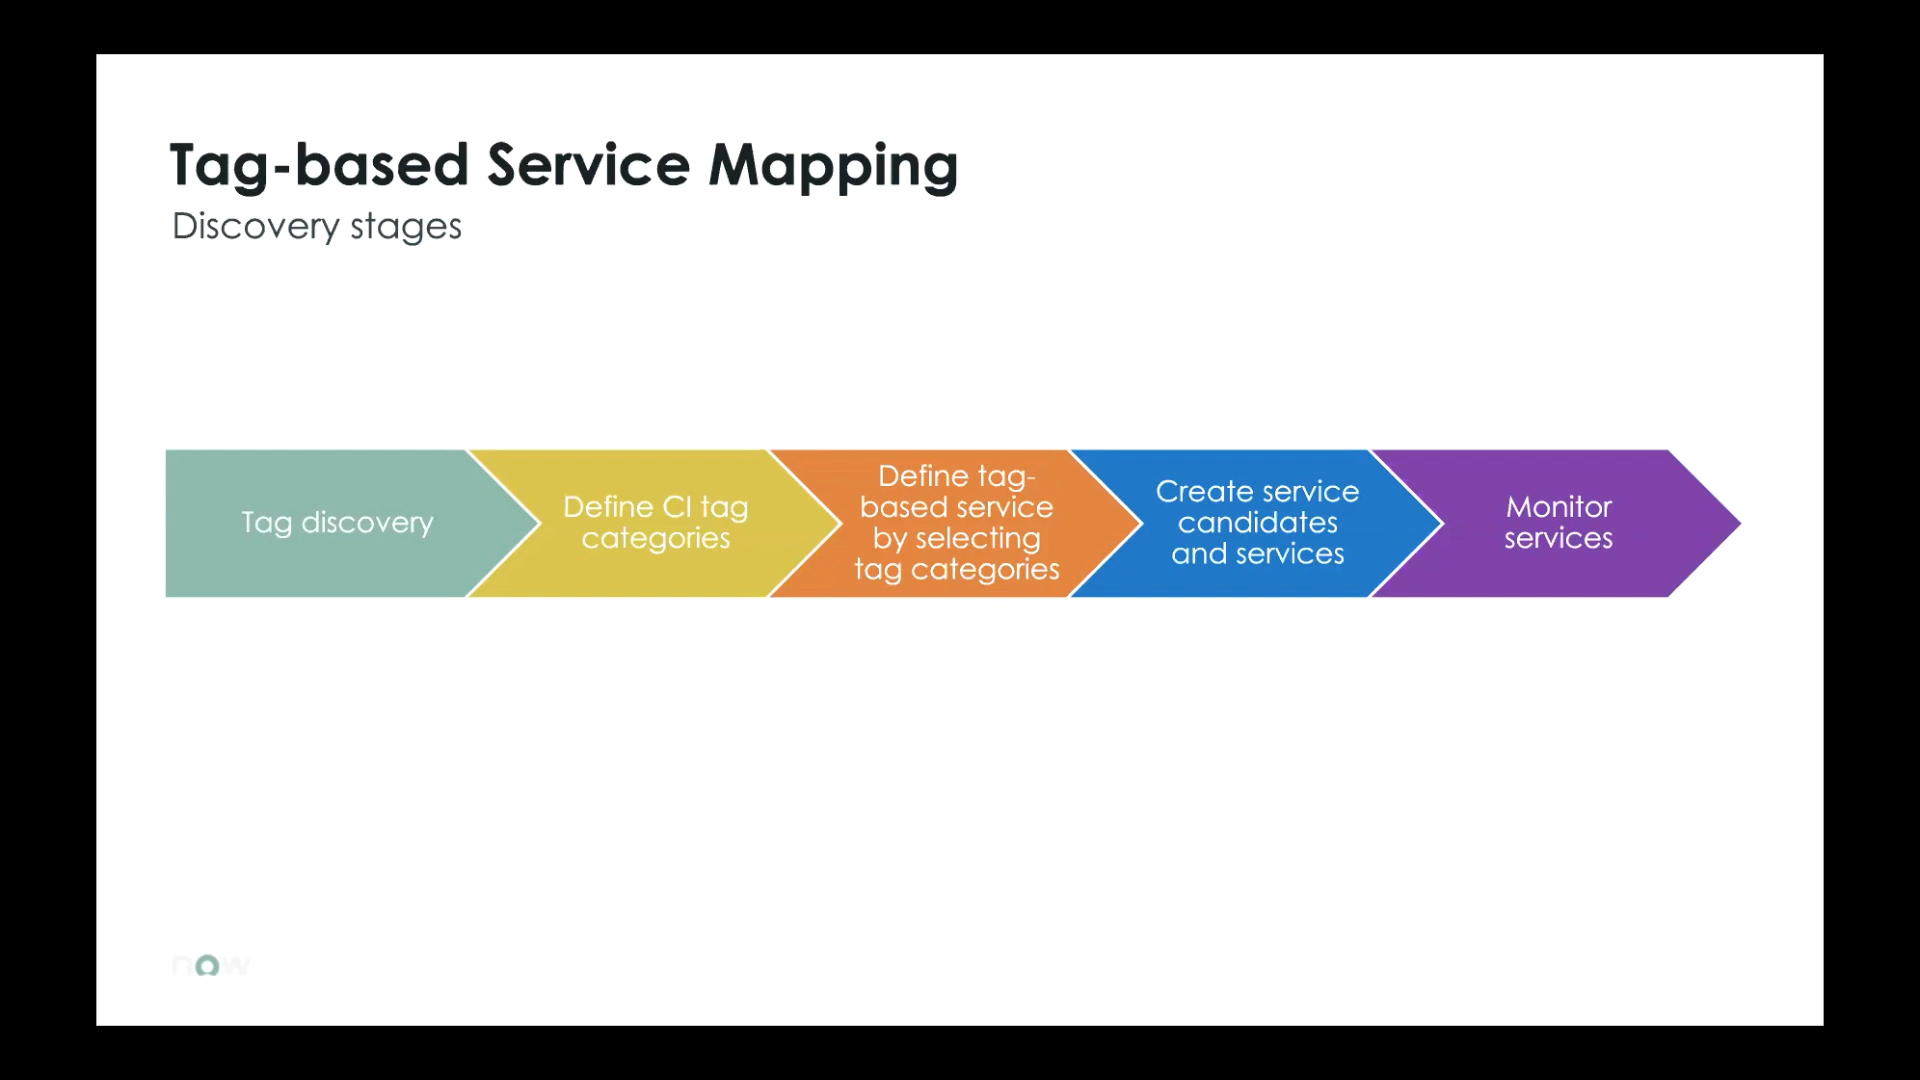 Tag-based Service Mapping
Discovery stages
Tag discovery
Define CI tag
categories
Define tag-
based service
by selecting
tag categories
Create service
candidates
and services
Monitor
services
now